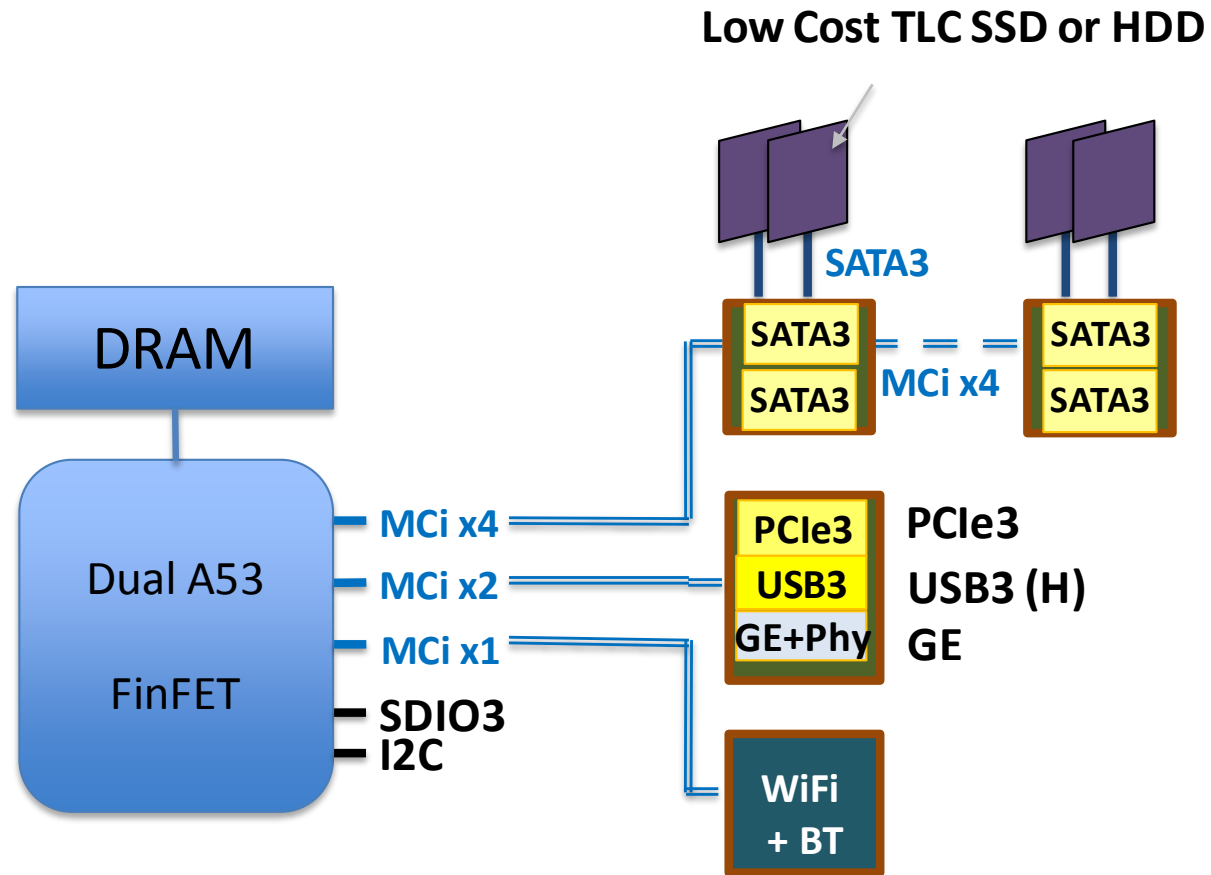 Low Cost TLC SSD or HDD
SATA3
DRAM
SATA3
SATA3
MCi x4
SATA3
SATA3
Dual A53
FinFET
MCi x4
MCi x2
MCi x1
SDIO3
I2C
PCIe3
USB3
GE+Phy
PCIe3
USB3 (H)
GE
WiFi
+ BT